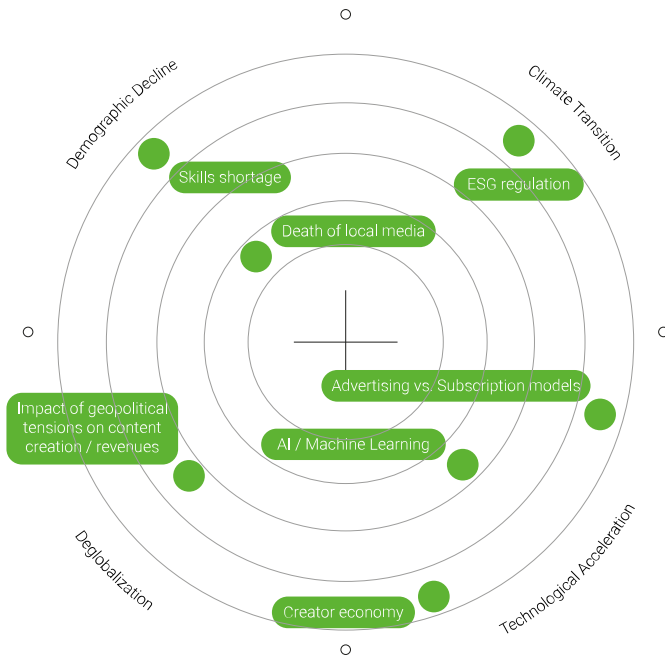 Demographic Decline
Climate Transition
Skills shortage
ESG regulation
Death of local media
Advertising vs. Subscription models
Impact of geopolitical
tensions on content
creation / revenues
AI / Machine Learning
Deglobalization
Technological Acceleration
Creator economy